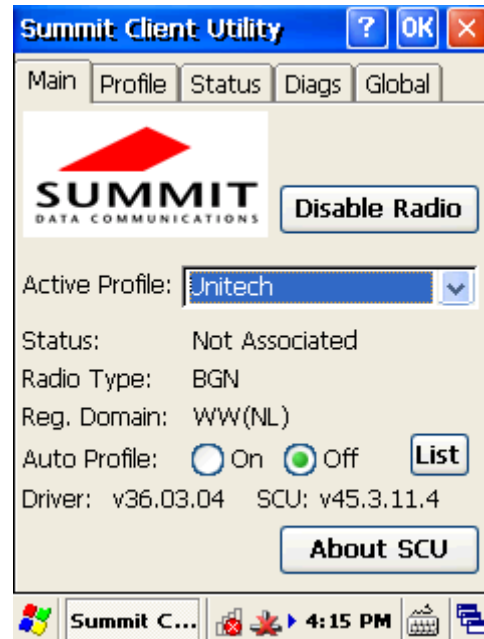 Summit Client Utility ? OK X
Main Profile Status Diags Global
SUMMIT
DATA COMMUNICATIONS
Disable Radio
Active Profile: Unitech
Status: Not Associated
Radio Type: BGN
Reg. Domain: WW(NL)
Auto Profile: On Off List
Driver: v36.03.04 SCU: v45.3.11.4
About SCU
Summit C... 4:15 PM